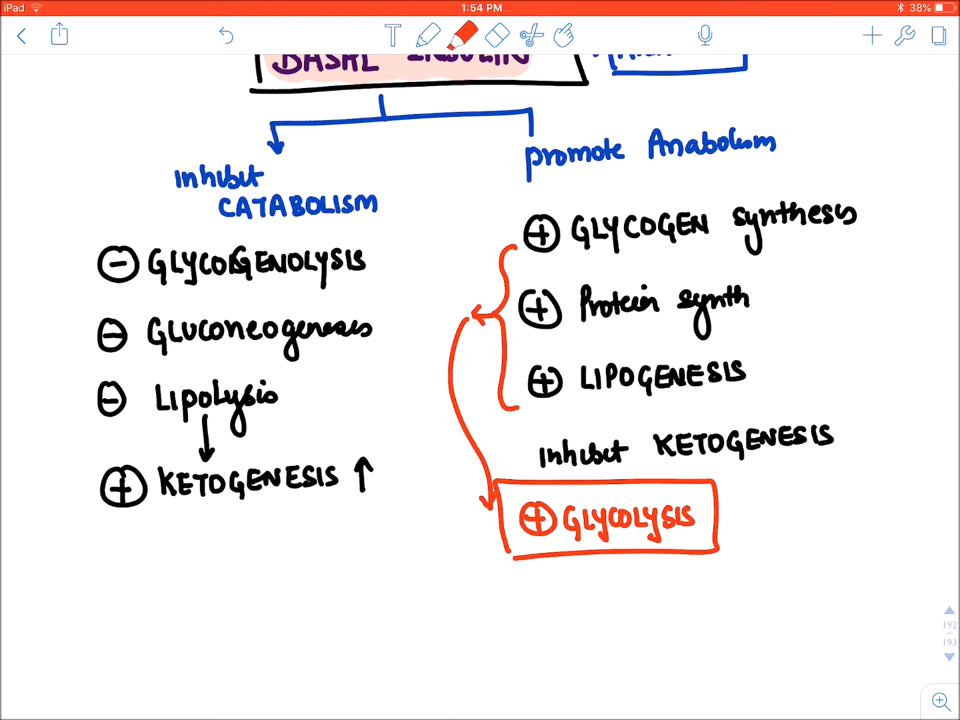 iPad 1:54 PM 38%
T
BASAL INSULIN
Inhibit
CATABOLISM
promote Anabolism
⊖ GLYCOGENOLYSIS
⊖ Gluconeogenesis
⊖ Lipolysis
⊕ KETOGENESIS ↑
⊕ GLYCOGEN synthesis
⊕ Protein synth
⊕ LIPOGENESIS
Inhibit KETOGENESIS
⊕ GLYCOLYSIS
192
193